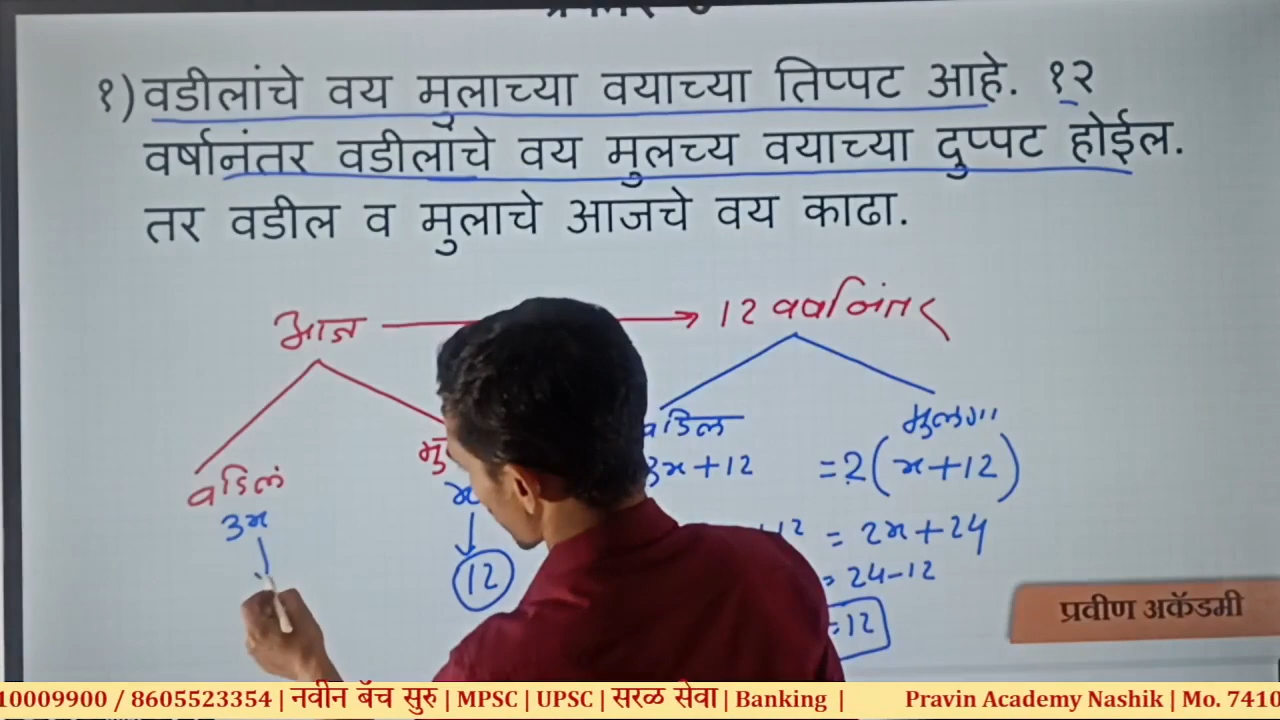 १) वडीलांचे वय मुलाच्या वयाच्या तिप्पट आहे. १२
वर्षानंतर वडीलांचे वय मुलच्य वयाच्या दुप्पट होईल.
तर वडील व मुलाचे आजचे वय काढा.
आज → 12 वर्षानंतर
वडिल मुलगा
3x+12 =2(x+12)
वडिलं मु
3x x
12 = 2x+24
= 24-12
12 =12
प्रवीण अकॅडमी
10009900 / 8605523354 | नवीन बॅच सुरु | MPSC | UPSC | सरळ सेवा | Banking | Pravin Academy Nashik | Mo. 7410